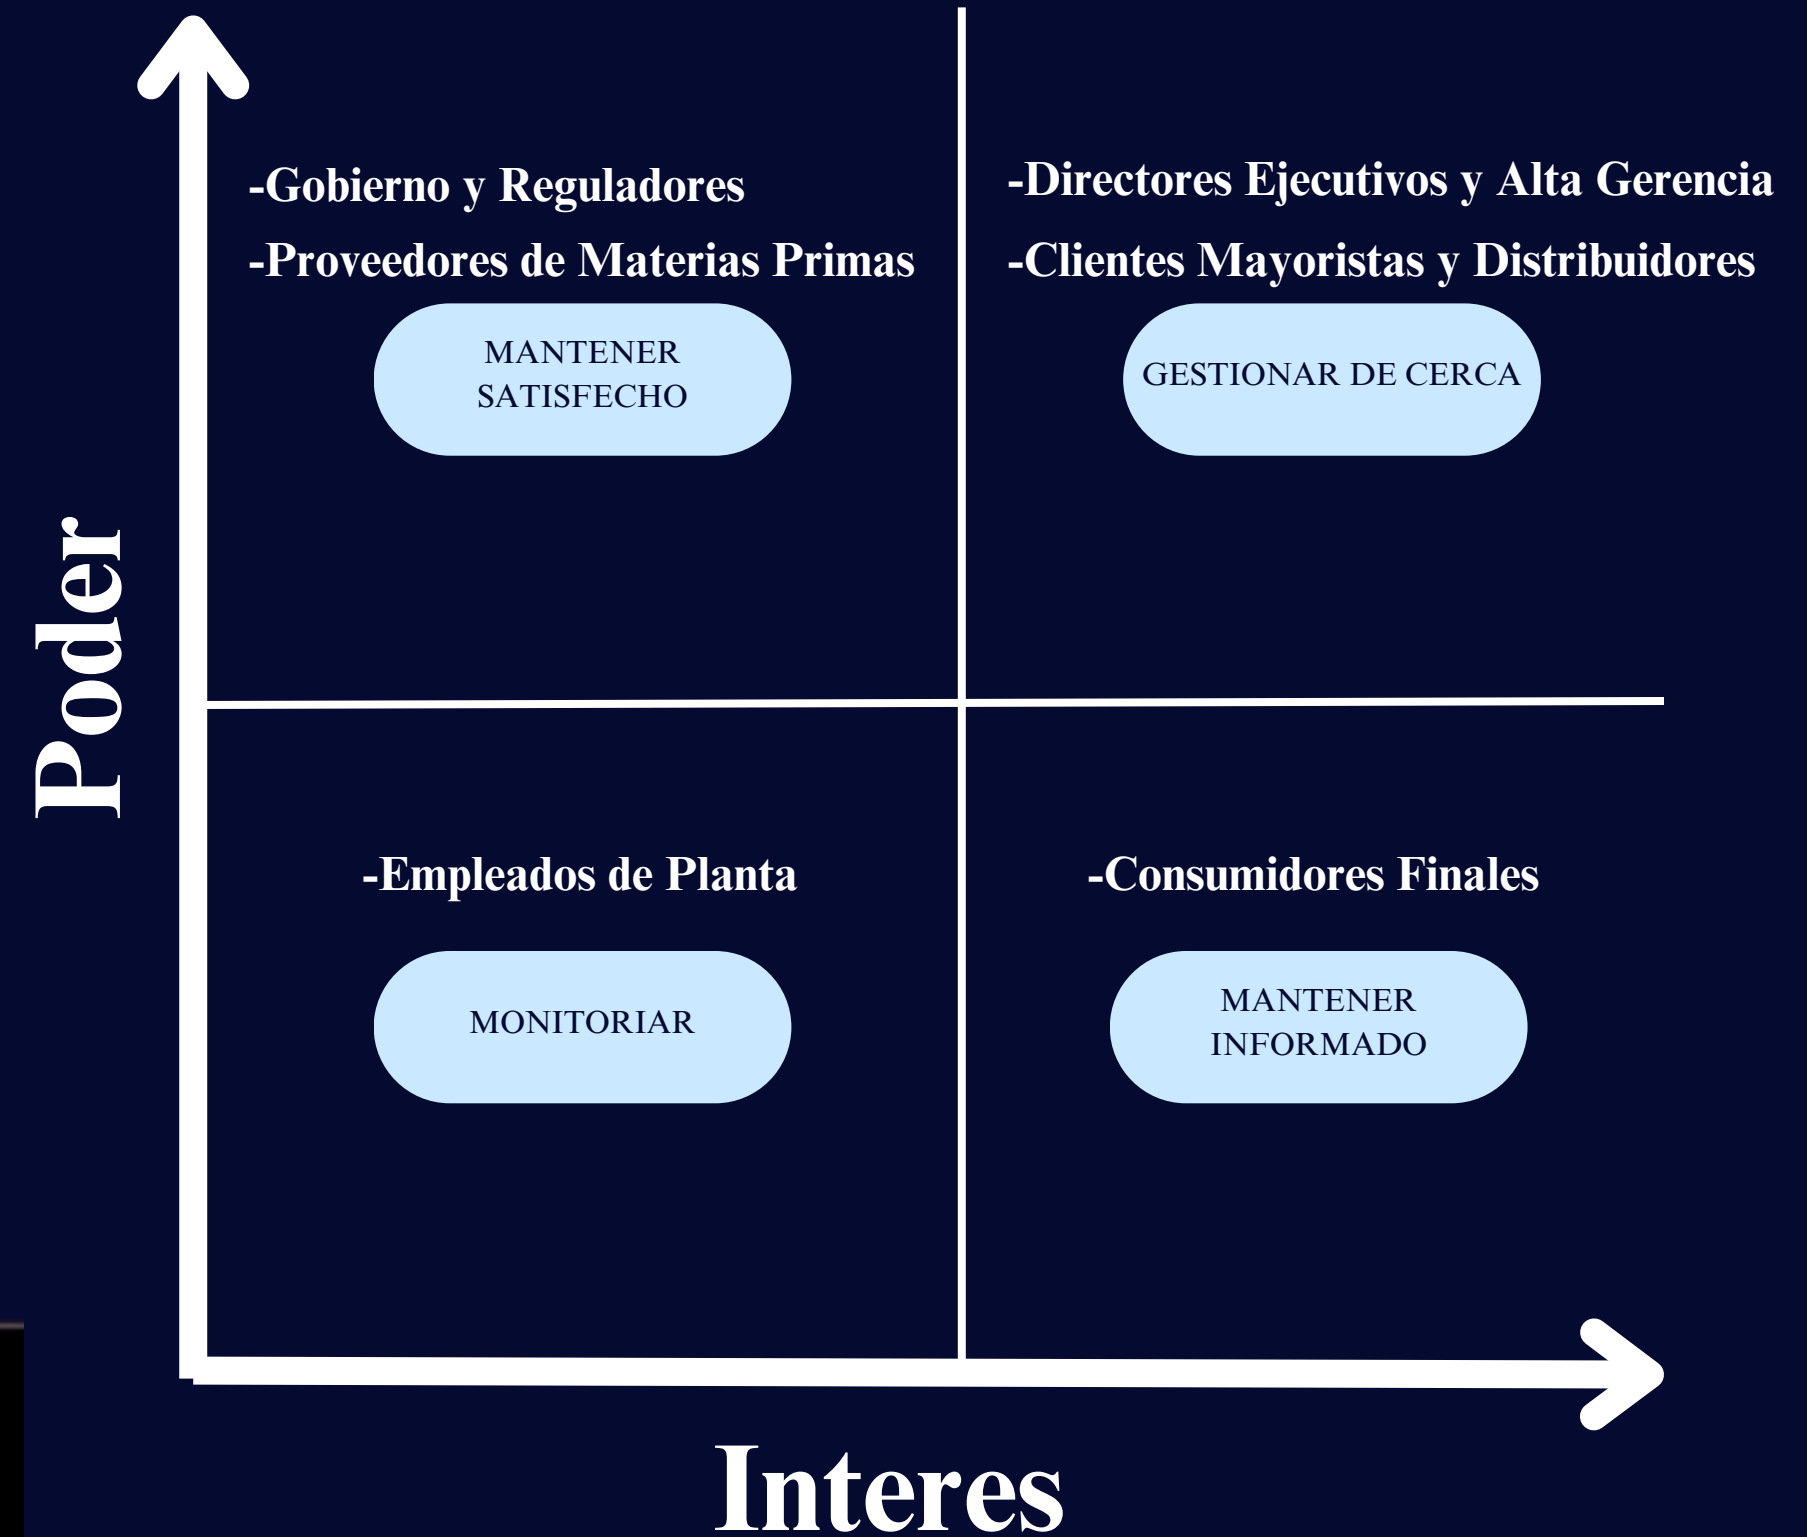 -Gobierno y Reguladores
-Proveedores de Materias Primas
MANTENER
SATISFECHO
-Directores Ejecutivos y Alta Gerencia
-Clientes Mayoristas y Distribuidores
GESTIONAR DE CERCA
Poder
-Empleados de Planta
MONITORIAR
-Consumidores Finales
MANTENER
INFORMADO
Interes